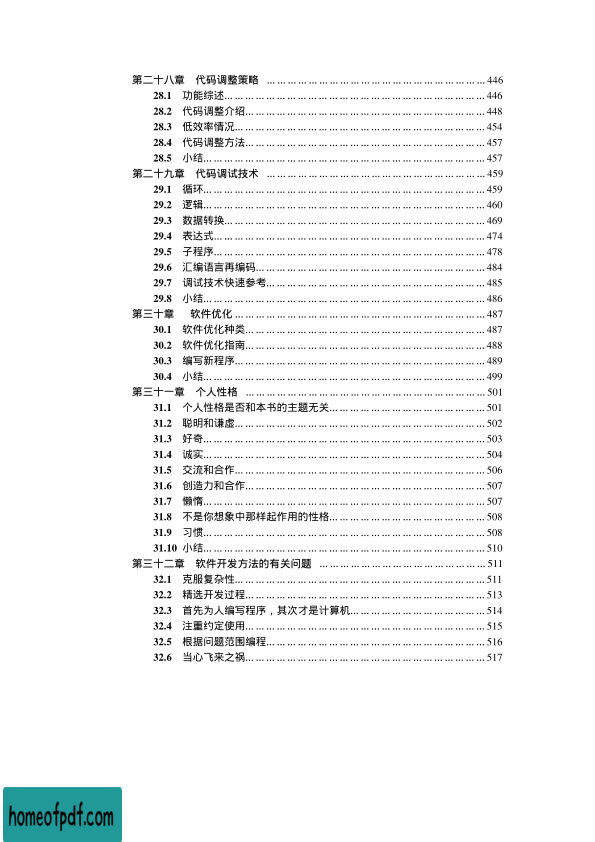 第二十八章 代码调整策略 ……………………………………………………… 446
28.1 功能综述………………………………………………………………… 446
28.2 代码调整介绍…………………………………………………………… 448
28.3 低效率情况……………………………………………………………… 454
28.4 代码调整方法…………………………………………………………… 457
28.5 小结……………………………………………………………………… 457
第二十九章 代码调试技术 ……………………………………………………… 459
29.1 循环……………………………………………………………………… 459
29.2 逻辑……………………………………………………………………… 460
29.3 数据转换………………………………………………………………… 469
29.4 表达式…………………………………………………………………… 474
29.5 子程序…………………………………………………………………… 478
29.6 汇编语言再编码………………………………………………………… 484
29.7 调试技术快速参考……………………………………………………… 485
29.8 小结……………………………………………………………………… 486
第三十章 软件优化 ……………………………………………………………… 487
30.1 软件优化种类…………………………………………………………… 487
30.2 软件优化指南…………………………………………………………… 488
30.3 编写新程序……………………………………………………………… 489
30.4 小结……………………………………………………………………… 499
第三十一章 个人性格 …………………………………………………………… 501
31.1 个人性格是否和本书的主题无关……………………………………… 501
31.2 聪明和谦虚……………………………………………………………… 502
31.3 好奇……………………………………………………………………… 503
31.4 诚实……………………………………………………………………… 504
31.5 交流和合作……………………………………………………………… 506
31.6 创造力和合作…………………………………………………………… 507
31.7 懒惰……………………………………………………………………… 507
31.8 不是你想象中那样起作用的性格……………………………………… 508
31.9 习惯……………………………………………………………………… 508
31.10 小结……………………………………………………………………… 510
第三十二章 软件开发方法的有关问题 ………………………………………… 511
32.1 克服复杂性……………………………………………………………… 511
32.2 精选开发过程…………………………………………………………… 513
32.3 首先为人编写程序，其次才是计算机………………………………… 514
32.4 注重约定使用…………………………………………………………… 515
32.5 根据问题范围编程……………………………………………………… 516
32.6 当心飞来之祸…………………………………………………………… 517
homeofpdf.com